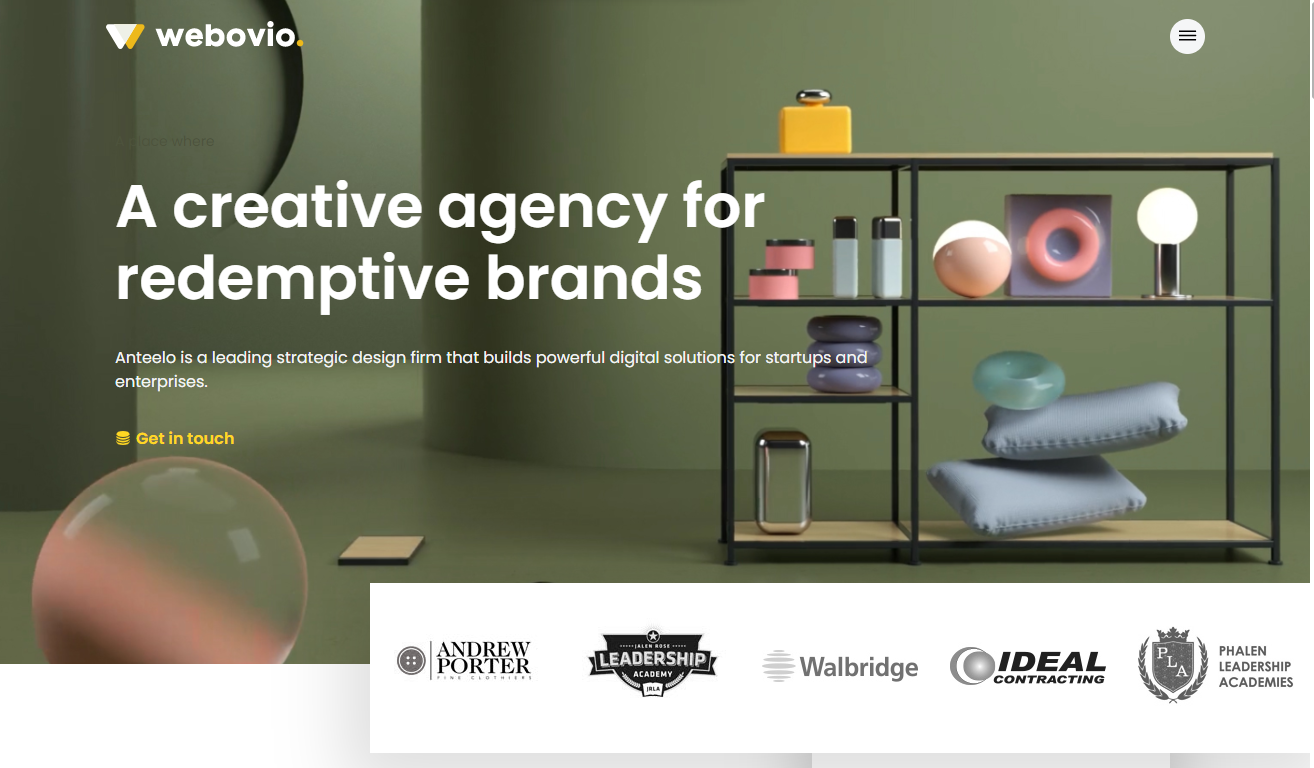 webovio.
place where
A creative agency for
redemptive brands
Anteelo is a leading strategic design firm that builds powerful digital solutions for startups and
enterprises.
Get in touch
ANDREW
PORTER
FINE CLOTHIERS
JALEN ROSE
LEADERSHIP
ACADEMY
JRLA
Walbridge
IDEAL
CONTRACTING
PLA
PHALEN
LEADERSHIP
ACADEMIES